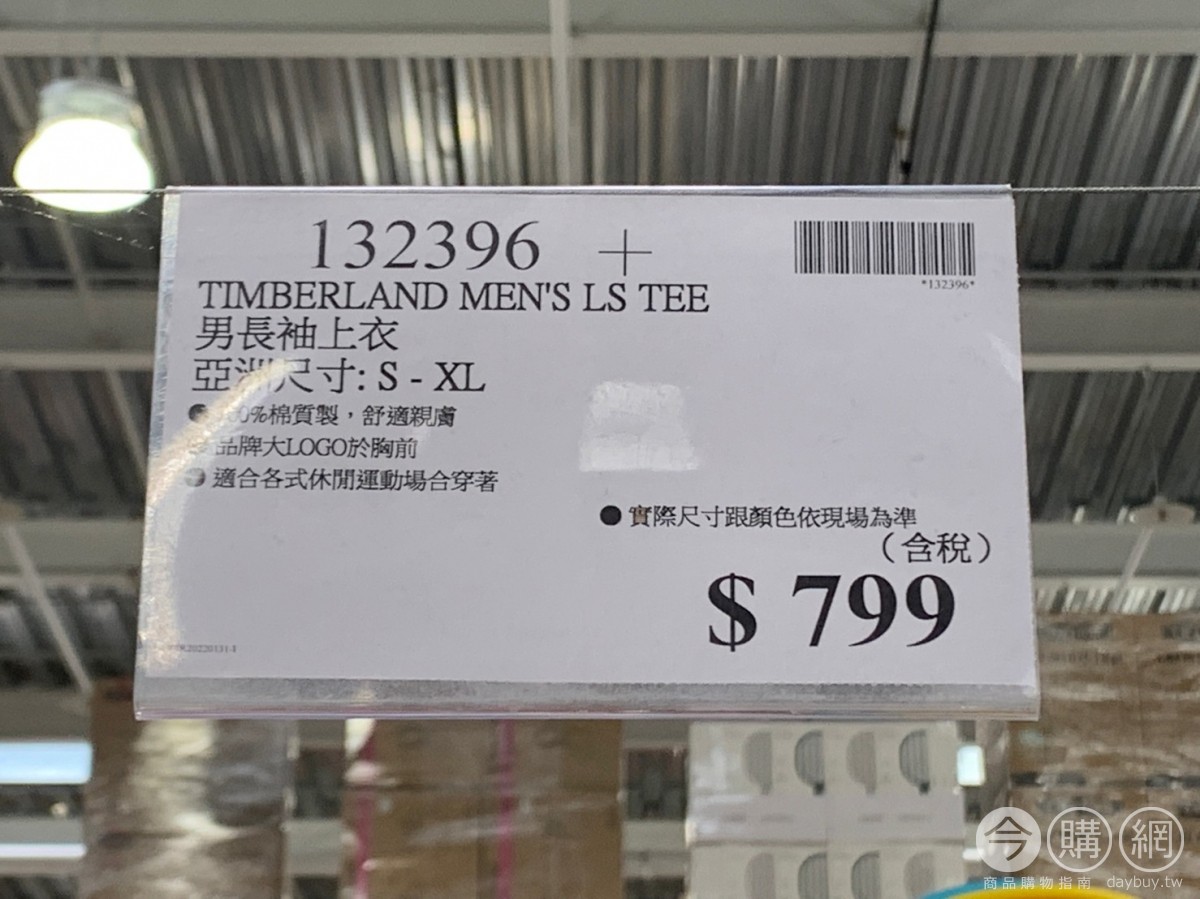 132396 +
*132396*
TIMBERLAND MEN'S LS TEE
男長袖上衣
亞洲尺寸: S - XL
● 100%棉質製，舒適親膚
● 品牌大LOGO於胸前
● 適合各式休閒運動場合穿著
● 實際尺寸跟顏色依現場為準
（含稅）
$ 799
今購網
商品購物指南 daybuy.tw